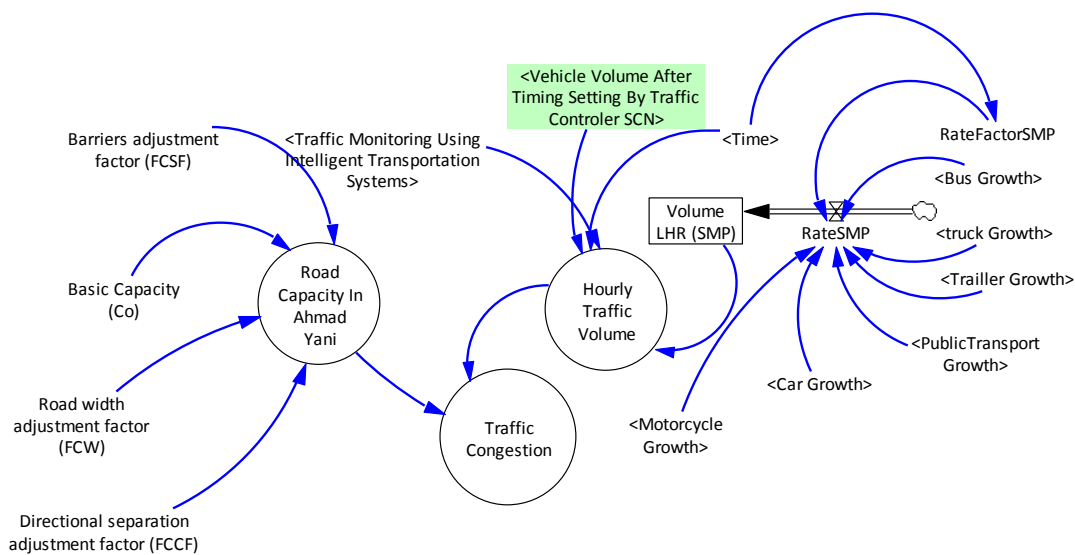 <Vehicle Volume After
Timing Setting By Traffic
Controler SCN>
Barriers adjustment
factor (FCSF)
<Traffic Monitoring Using
Intelligent Transportation
Systems>
<Time>
RateFactorSMP
<Bus Growth>
Volume
LHR (SMP)
RateSMP
<truck Growth>
<Trailler Growth>
<PublicTransport
Growth>
<Car Growth>
<Motorcycle
Growth>
Basic Capacity
(Co)
Road
Capacity In
Ahmad
Yani
Hourly
Traffic
Volume
Road width
adjustment factor
(FCW)
Traffic
Congestion
Directional separation
adjustment factor (FCCF)